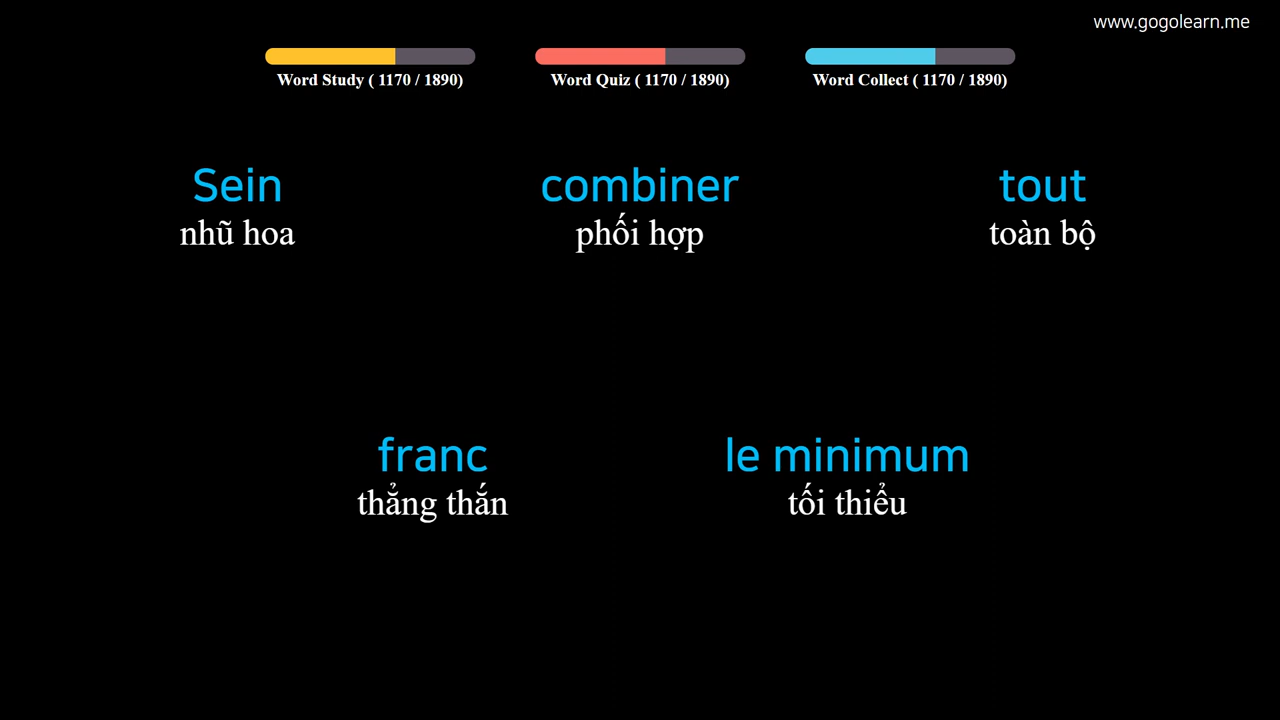 www.gogolearn.me
Word Study ( 1170 / 1890)
Word Quiz ( 1170 / 1890)
Word Collect ( 1170 / 1890)
Sein
nhũ hoa
combiner
phối hợp
tout
toàn bộ
franc
thẳng thắn
le minimum
tối thiểu